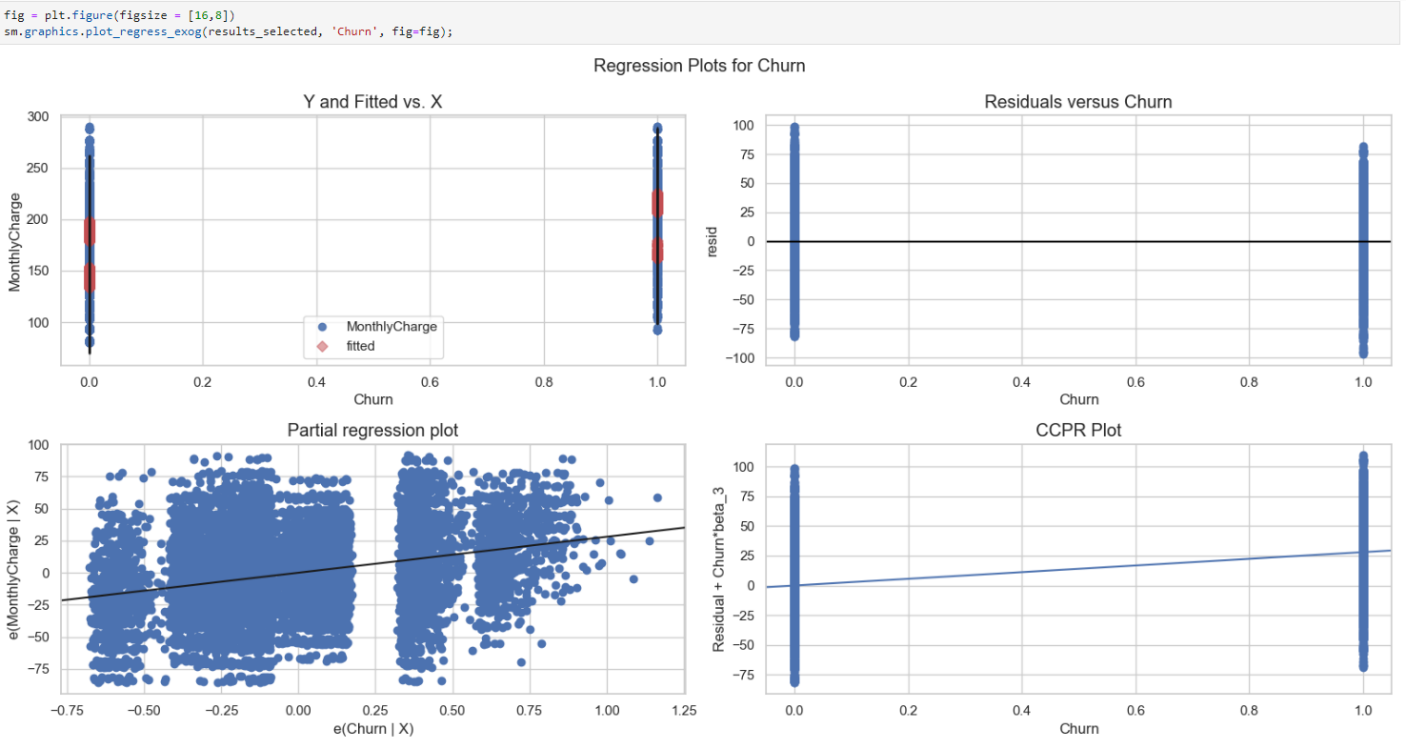 fig = plt.figure(figsize = [16,8])
sm.graphics.plot_regress_exog(results_selected, 'Churn', fig=fig);
Regression Plots for Churn
Y and Fitted vs. X
300
250
200
150
100
MonthlyCharge
MonthlyCharge
fitted
0.0 0.2 0.4 0.6 0.8 1.0
Churn
Residuals versus Churn
100
75
50
25
0
−25
−50
−75
−100
resid
0.0 0.2 0.4 0.6 0.8 1.0
Churn
Partial regression plot
100
75
50
25
0
−25
−50
−75
e(MonthlyCharge | X)
−0.75 −0.50 −0.25 0.00 0.25 0.50 0.75 1.00 1.25
e(Churn | X)
CCPR Plot
100
75
50
25
0
−25
−50
−75
Residual + Churn*beta_3
0.0 0.2 0.4 0.6 0.8 1.0
Churn